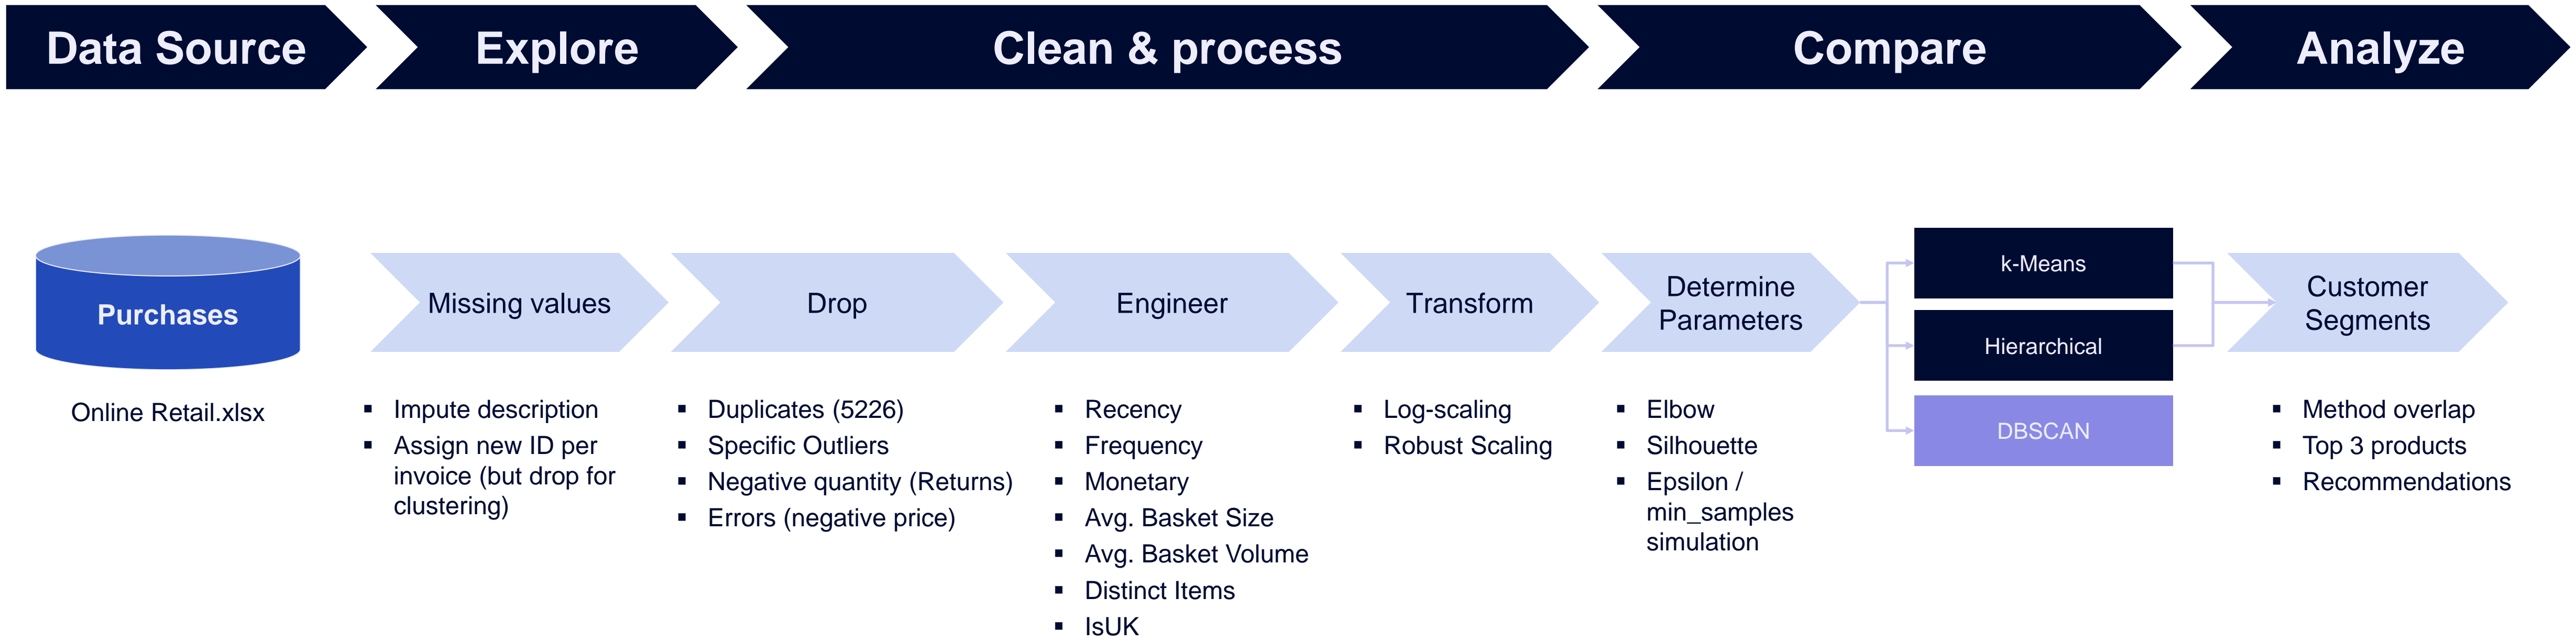 Data Source
Explore
Clean & process
Compare
Analyze
Purchases
Online Retail.xlsx
Missing values
▪ Impute description
▪ Assign new ID per
invoice (but drop for
clustering)
Drop
▪ Duplicates (5226)
▪ Specific Outliers
▪ Negative quantity (Returns)
▪ Errors (negative price)
Engineer
▪ Recency
▪ Frequency
▪ Monetary
▪ Avg. Basket Size
▪ Avg. Basket Volume
▪ Distinct Items
▪ IsUK
Transform
▪ Log-scaling
▪ Robust Scaling
Determine
Parameters
▪ Elbow
▪ Silhouette
▪ Epsilon /
min_samples
simulation
k-Means
Hierarchical
DBSCAN
Customer
Segments
▪ Method overlap
▪ Top 3 products
▪ Recommendations